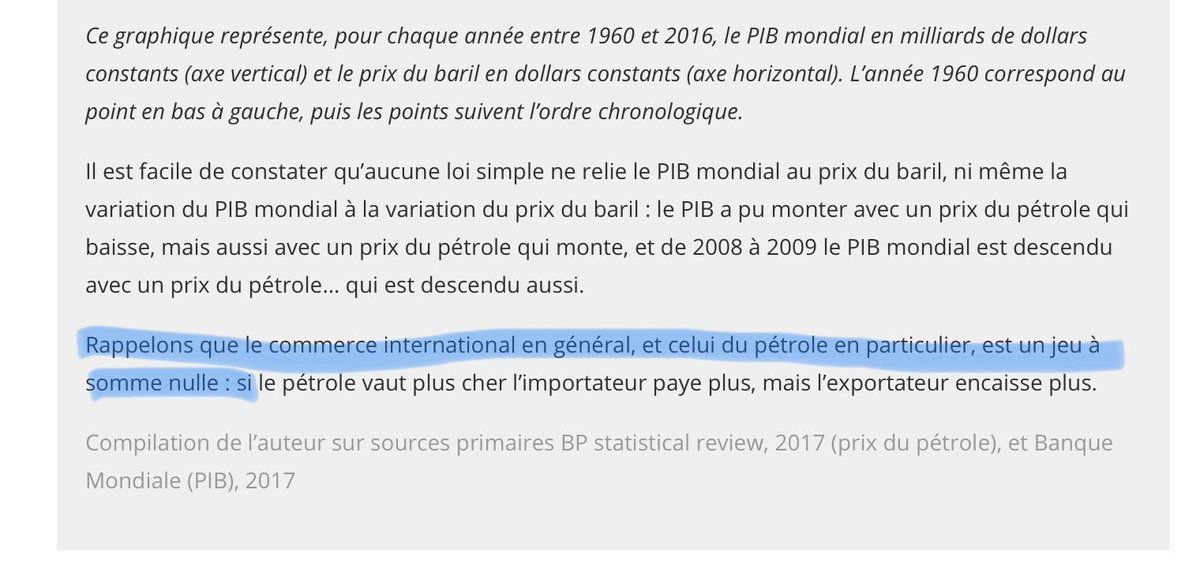 Ce graphique représente, pour chaque année entre 1960 et 2016, le PIB mondial en milliards de dollars
constants (axe vertical) et le prix du baril en dollars constants (axe horizontal). L’année 1960 correspond au
point en bas à gauche, puis les points suivent l’ordre chronologique.
Il est facile de constater qu’aucune loi simple ne relie le PIB mondial au prix du baril, ni même la
variation du PIB mondial à la variation du prix du baril : le PIB a pu monter avec un prix du pétrole qui
baisse, mais aussi avec un prix du pétrole qui monte, et de 2008 à 2009 le PIB mondial est descendu
avec un prix du pétrole… qui est descendu aussi.
Rappelons que le commerce international en général, et celui du pétrole en particulier, est un jeu à
somme nulle : si le pétrole vaut plus cher l’importateur paye plus, mais l’exportateur encaisse plus.
Compilation de l’auteur sur sources primaires BP statistical review, 2017 (prix du pétrole), et Banque
Mondiale (PIB), 2017